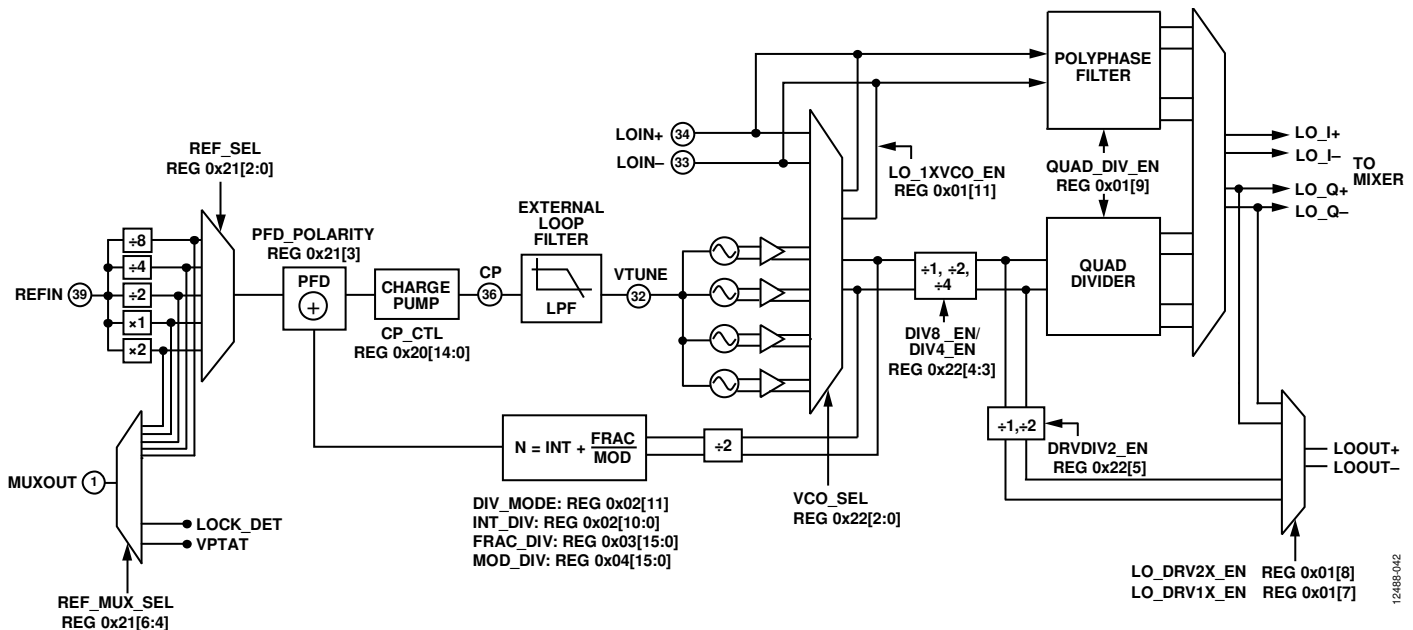 REF_SEL
REG 0x21[2:0]
÷8
÷4
÷2
×1
×2
REFIN 39
PFD_POLARITY
REG 0x21[3]
PFD
+
CHARGE
PUMP
CP_CTL
REG 0x20[14:0]
CP
36
EXTERNAL
LOOP
FILTER
LPF
VTUNE
32
LOIN+ 34
LOIN– 33
LO_1XVCO_EN
REG 0x01[11]
POLYPHASE
FILTER
QUAD_DIV_EN
REG 0x01[9]
QUAD
DIVIDER
LO_I+
LO_I–
TO
MIXER
LO_Q+
LO_Q–
÷1, ÷2,
÷4
DIV8_EN/
DIV4_EN
REG 0x22[4:3]
÷1,÷2
DRVDIV2_EN
REG 0x22[5]
LOOUT+
LOOUT–
MUXOUT 1
LOCK_DET
VPTAT
REF_MUX_SEL
REG 0x21[6:4]
N = INT + FRAC
MOD
÷2
DIV_MODE: REG 0x02[11]
INT_DIV: REG 0x02[10:0]
FRAC_DIV: REG 0x03[15:0]
MOD_DIV: REG 0x04[15:0]
VCO_SEL
REG 0x22[2:0]
LO_DRV2X_EN REG 0x01[8]
LO_DRV1X_EN REG 0x01[7]
12488-042